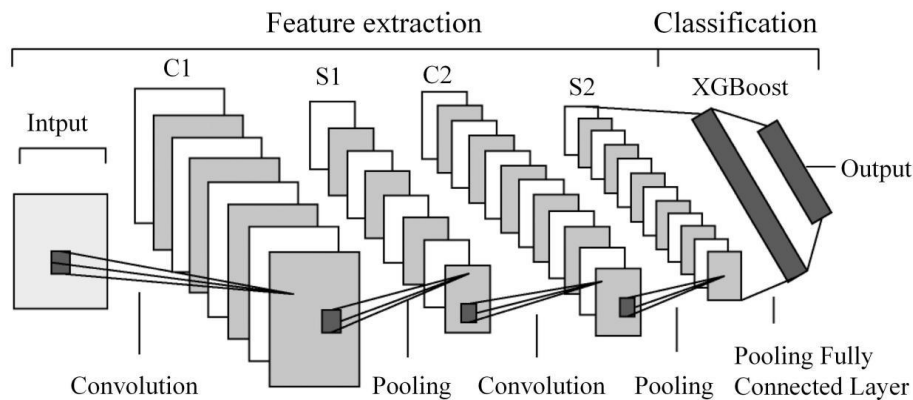 Feature extraction
Classification
C1
S1
C2
S2
XGBoost
Intput
Output
Convolution
Pooling
Convolution
Pooling
Pooling Fully
Connected Layer